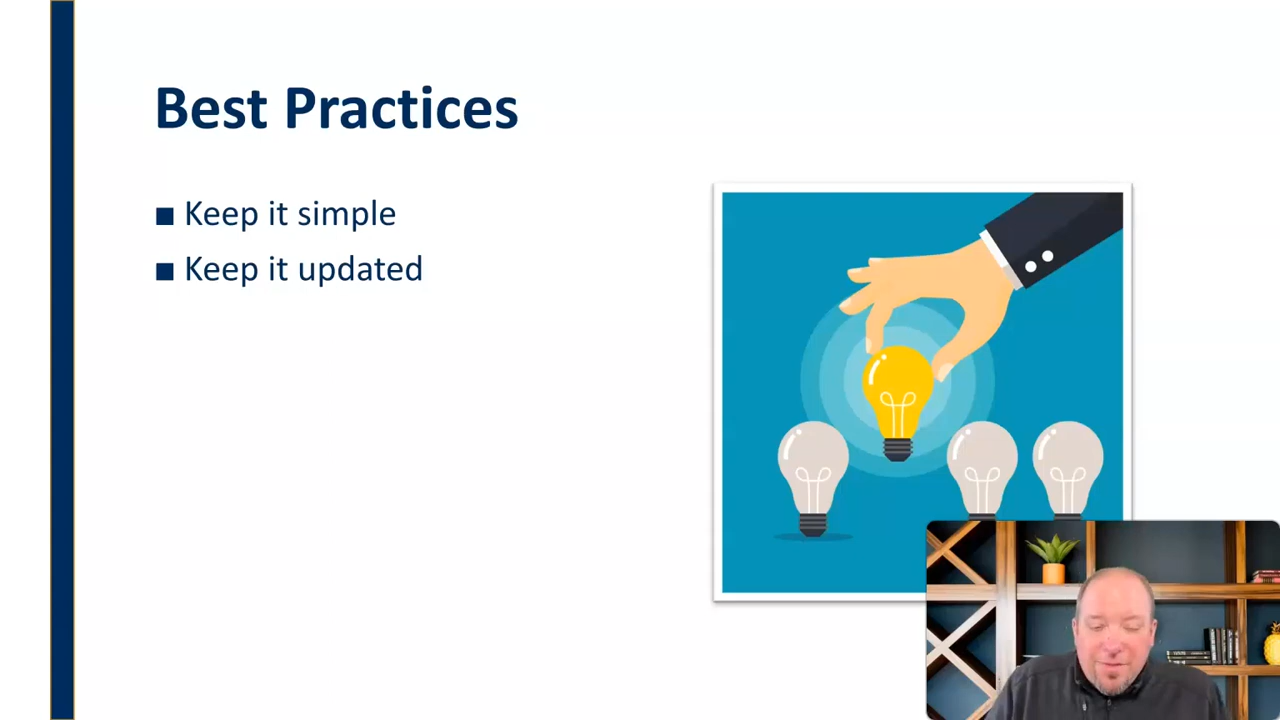 Best Practices
■ Keep it simple
■ Keep it updated